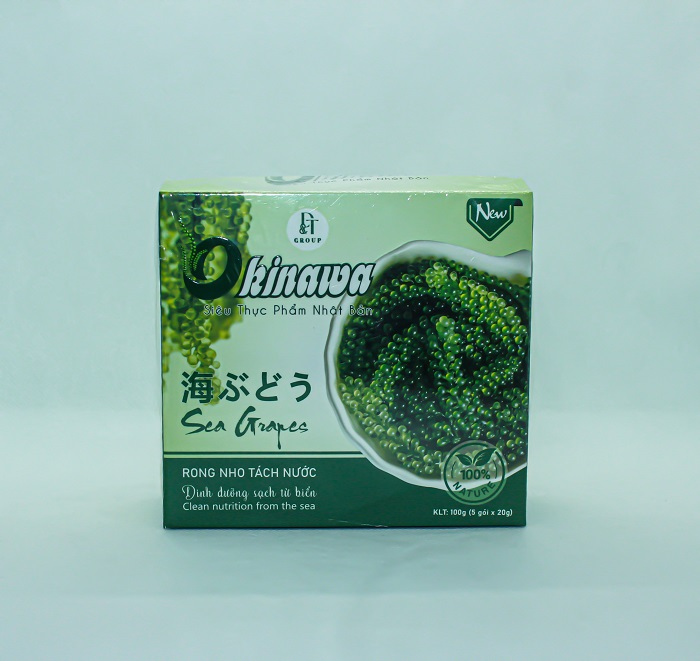 New
D&T
GROUP
Okinawa
Siêu Thực Phẩm Nhật Bản
海ぶどう
Sea Grapes
RONG NHO TÁCH NƯỚC
Dinh dưỡng sạch từ biển
Clean nutrition from the sea
100%
NATURE
KLT: 100g (5 gói x 20g)